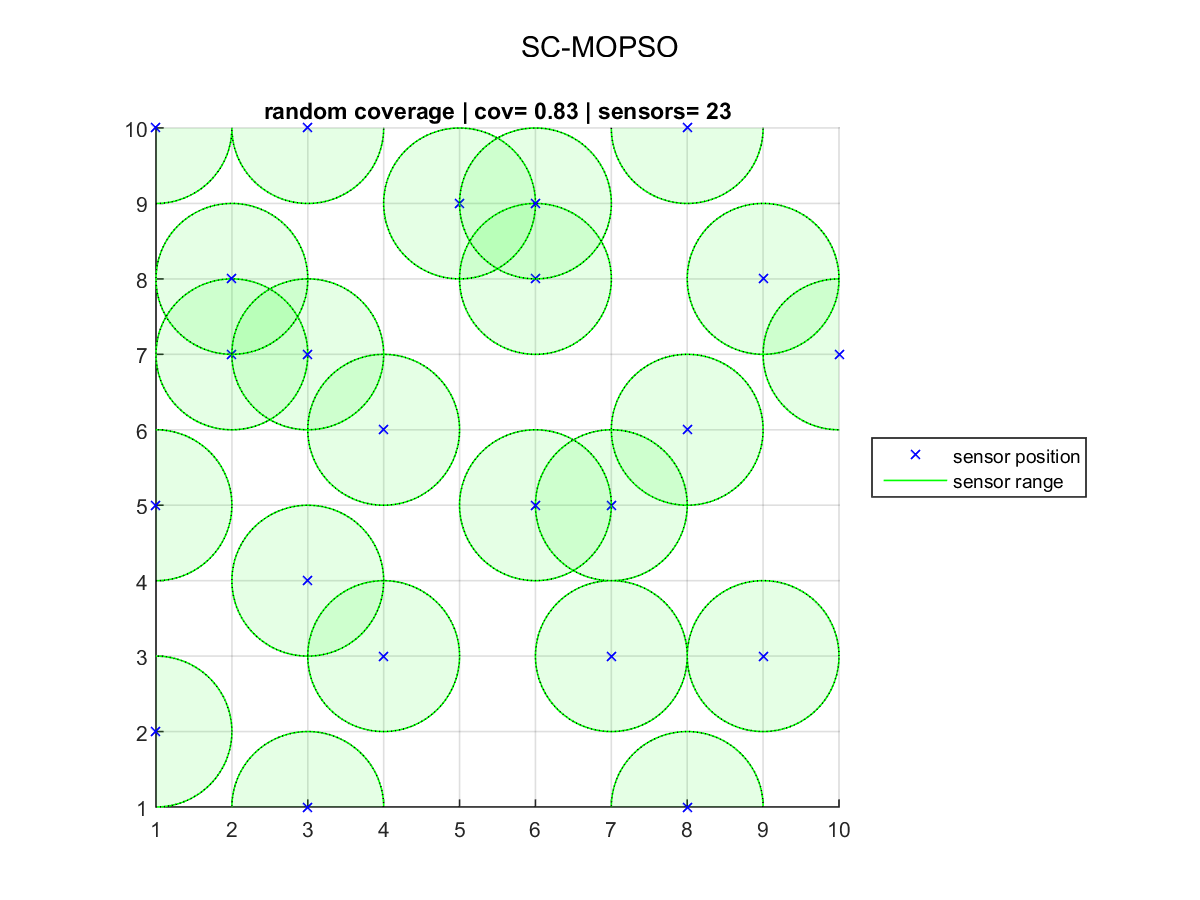 SC-MOPSO
random coverage | cov= 0.83 | sensors= 23
10
9
8
7
6
5
4
3
2
1
1 2 3 4 5 6 7 8 9 10
sensor position
sensor range